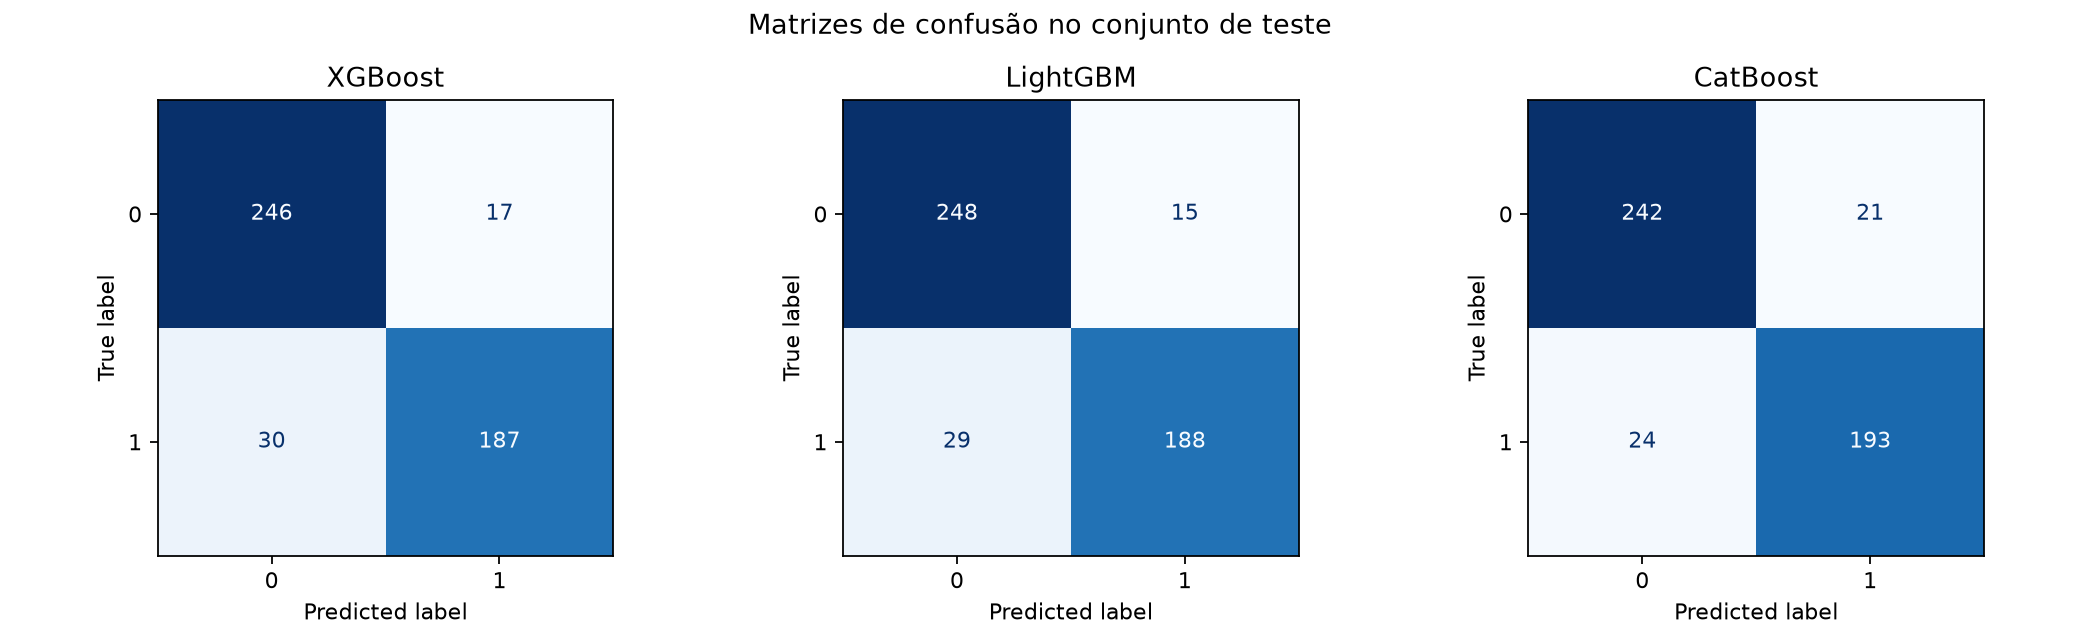 Matrizes de confusão no conjunto de teste
XGBoost
True label
0
246
17
1
30
187
0
1
Predicted label
LightGBM
True label
0
248
15
1
29
188
0
1
Predicted label
CatBoost
True label
0
242
21
1
24
193
0
1
Predicted label